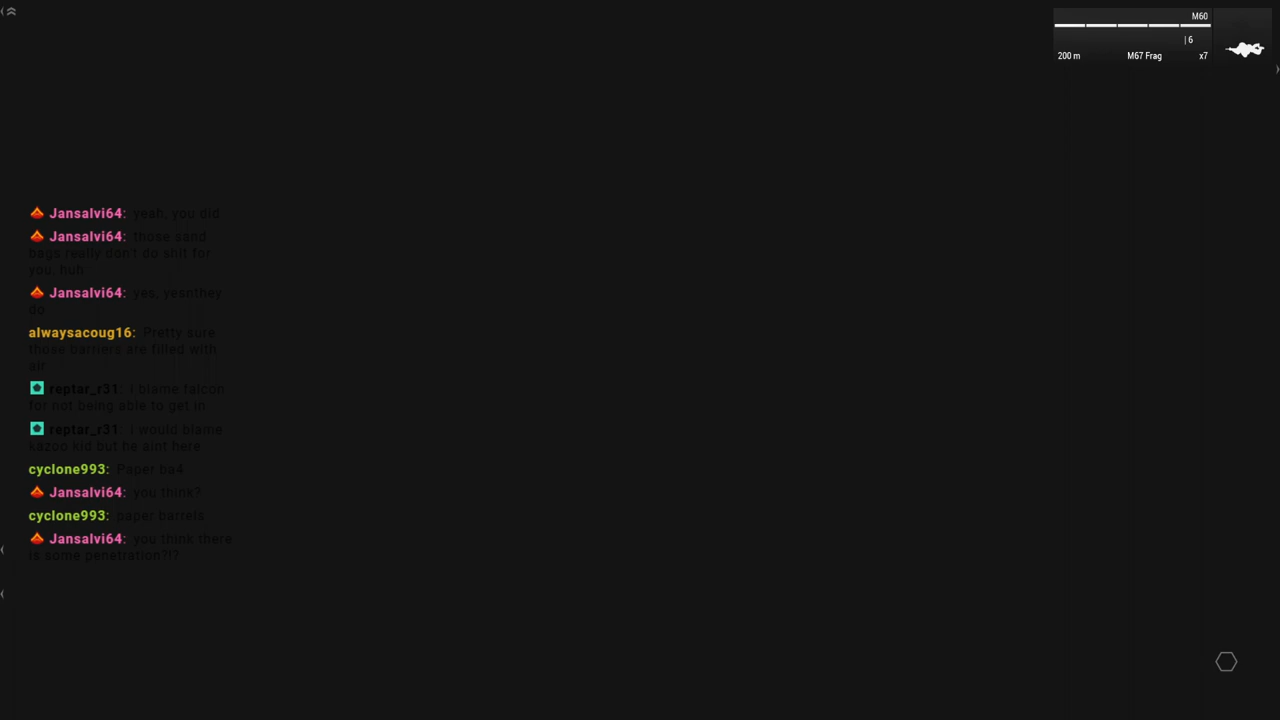 M60
| 6
200 m M67 Frag x7
Jansalvi64: yeah, you did
Jansalvi64: those sand
bags really don't do shit for
you, huh
Jansalvi64: yes, yesnthey
do
alwaysacoug16: Pretty sure
those barriers are filled with
air
reptar_r31: I blame falcon
for not being able to get in
reptar_r31: I would blame
kazoo kid but he aint here
cyclone993: Paper ba4
Jansalvi64: you think?
cyclone993: paper barrels
Jansalvi64: you think there
is some penetration?!?